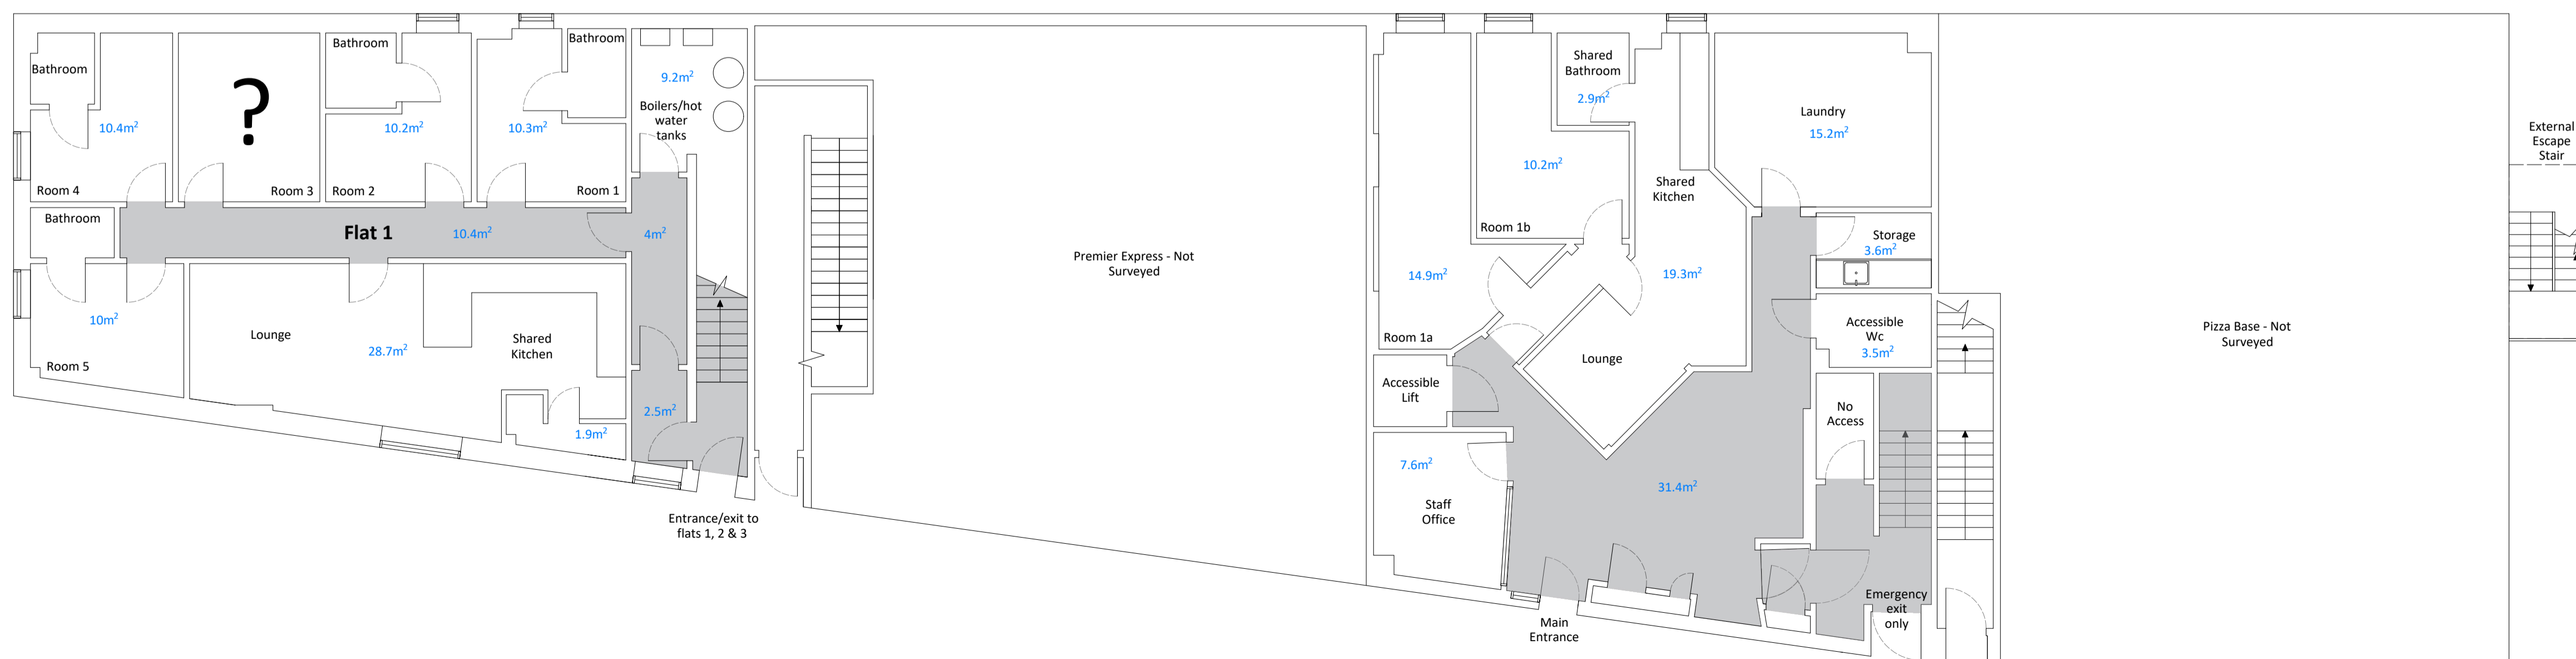 Bathroom
10.4m²
Room 4
?
Room 3
Bathroom
10.2m²
Room 2
Bathroom
10.3m²
Room 1
9.2m²
Boilers/hot
water
tanks
Bathroom
Flat 1
10.4m²
4m²
10m²
Room 5
Lounge
28.7m²
Shared
Kitchen
1.9m²
2.5m²
Entrance/exit to
flats 1, 2 & 3
Premier Express - Not
Surveyed
14.9m²
Room 1a
10.2m²
Room 1b
Shared
Bathroom
2.9m²
Shared
Kitchen
19.3m²
Lounge
Laundry
15.2m²
Storage
3.6m²
Accessible
Wc
3.5m²
No
Access
Accessible
Lift
7.6m²
Staff
Office
31.4m²
Main
Entrance
Emergency
exit
only
Pizza Base - Not
Surveyed
External
Escape
Stair